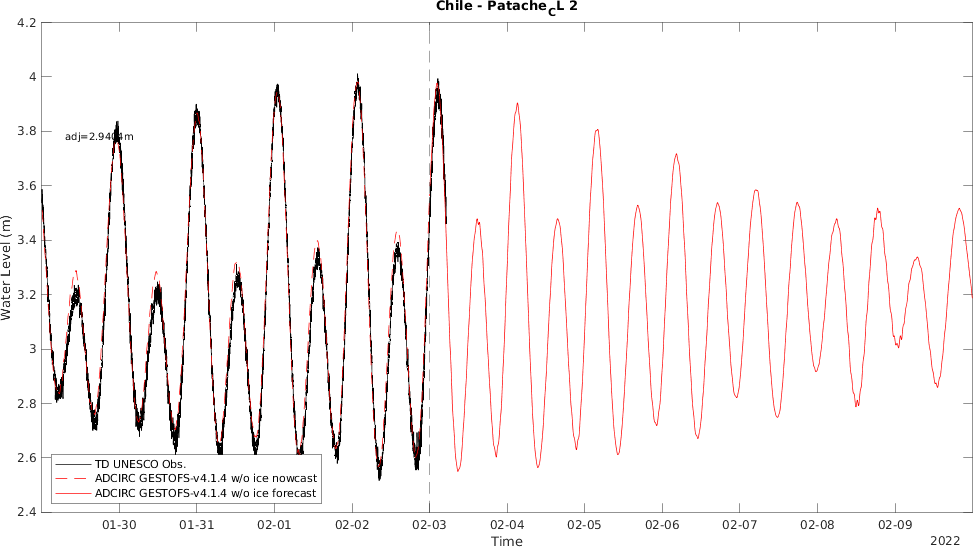 Chile - Patache_CL 2
4.2
4
3.8
3.6
3.4
3.2
3
2.8
2.6
2.4
Water Level (m)
adj=2.9404m
TD UNESCO Obs.
ADCIRC GESTOFS-v4.1.4 w/o ice nowcast
ADCIRC GESTOFS-v4.1.4 w/o ice forecast
01-30 01-31 02-01 02-02 02-03 02-04 02-05 02-06 02-07 02-08 02-09
Time
2022